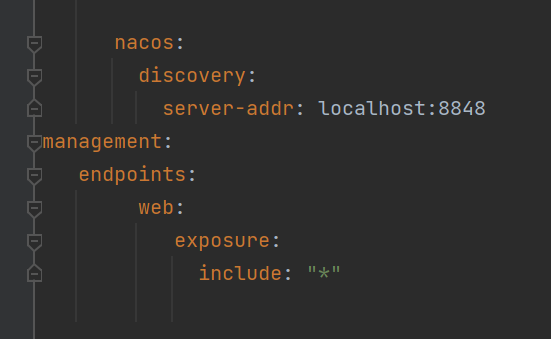 nacos:
discovery:
server-addr: localhost:8848
management:
endpoints:
web:
exposure:
include: "*"